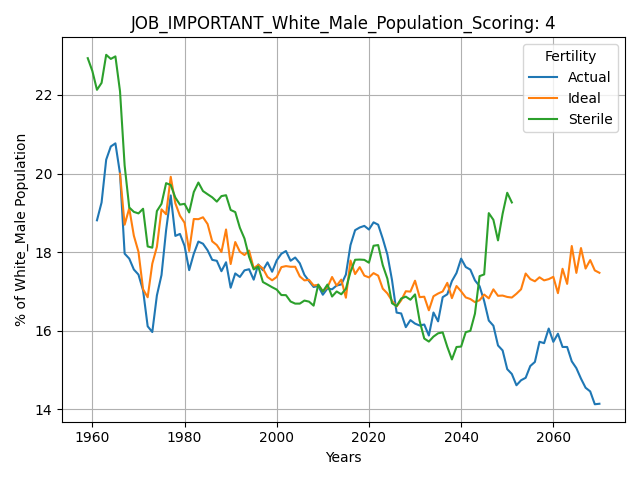 JOB_IMPORTANT_White_Male_Population_Scoring: 4
Fertility
Actual
Ideal
Sterile
% of White_Male Population
22
20
18
16
14
1960 1980 2000 2020 2040 2060
Years